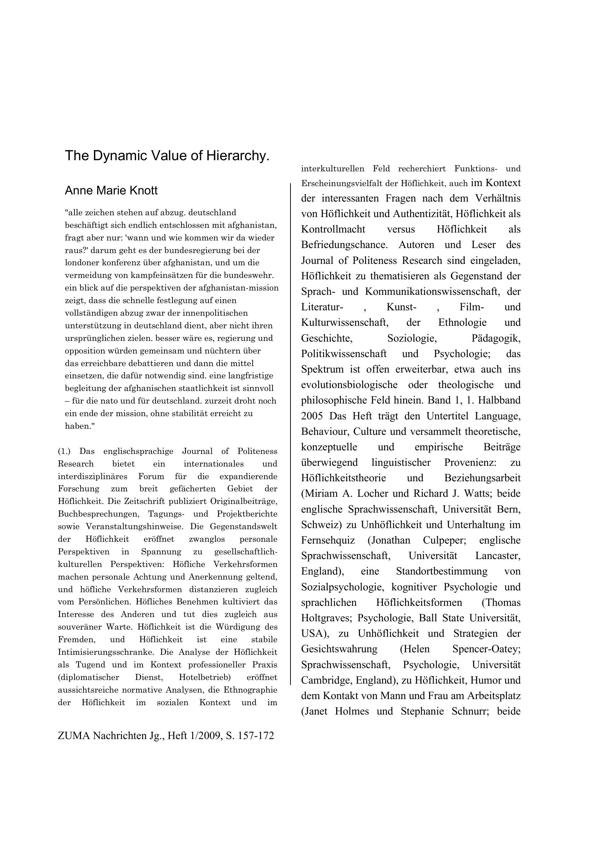 The Dynamic Value of Hierarchy.
Anne Marie Knott
"alle zeichen stehen auf abzug. deutschland
beschäftigt sich endlich entschlossen mit afghanistan,
fragt aber nur: 'wann und wie kommen wir da wieder
raus?' darum geht es der bundesregierung bei der
londoner konferenz über afghanistan, und um die
vermeidung von kampfeinsätzen für die bundeswehr.
ein blick auf die perspektiven der afghanistan-mission
zeigt, dass die schnelle festlegung auf einen
vollständigen abzug zwar der innenpolitischen
unterstützung in deutschland dient, aber nicht ihren
ursprünglichen zielen. besser wäre es, regierung und
opposition würden gemeinsam und nüchtern über
das erreichbare debattieren und dann die mittel
einsetzen, die dafür notwendig sind. eine langfristige
begleitung der afghanischen staatlichkeit ist sinnvoll
– für die nato und für deutschland. zurzeit droht noch
ein ende der mission, ohne stabilität erreicht zu
haben."
(1.) Das englischsprachige Journal of Politeness
Research bietet ein internationales und
interdisziplinäres Forum für die expandierende
Forschung zum breit gefächerten Gebiet der
Höflichkeit. Die Zeitschrift publiziert Originalbeiträge,
Buchbesprechungen, Tagungs- und Projektberichte
sowie Veranstaltungshinweise. Die Gegenstandswelt
der Höflichkeit eröffnet zwanglos personale
Perspektiven in Spannung zu gesellschaftlich-
kulturellen Perspektiven: Höfliche Verkehrsformen
machen personale Achtung und Anerkennung geltend,
und höfliche Verkehrsformen distanzieren zugleich
vom Persönlichen. Höfliches Benehmen kultiviert das
Interesse des Anderen und tut dies zugleich aus
souveräner Warte. Höflichkeit ist die Würdigung des
Fremden, und Höflichkeit ist eine stabile
Intimisierungsschranke. Die Analyse der Höflichkeit
als Tugend und im Kontext professioneller Praxis
(diplomatischer Dienst, Hotelbetrieb) eröffnet
aussichtsreiche normative Analysen, die Ethnographie
der Höflichkeit im sozialen Kontext und im
interkulturellen Feld recherchiert Funktions- und
Erscheinungsvielfalt der Höflichkeit, auch im Kontext
der interessanten Fragen nach dem Verhältnis
von Höflichkeit und Authentizität, Höflichkeit als
Kontrollmacht versus Höflichkeit als
Befriedungschance. Autoren und Leser des
Journal of Politeness Research sind eingeladen,
Höflichkeit zu thematisieren als Gegenstand der
Sprach- und Kommunikationswissenschaft, der
Literatur- , Kunst- , Film- und
Kulturwissenschaft, der Ethnologie und
Geschichte, Soziologie, Pädagogik,
Politikwissenschaft und Psychologie; das
Spektrum ist offen erweiterbar, etwa auch ins
evolutionsbiologische oder theologische und
philosophische Feld hinein. Band 1, 1. Halbband
2005 Das Heft trägt den Untertitel Language,
Behaviour, Culture und versammelt theoretische,
konzeptuelle und empirische Beiträge
überwiegend linguistischer Provenienz: zu
Höflichkeitstheorie und Beziehungsarbeit
(Miriam A. Locher und Richard J. Watts; beide
englische Sprachwissenschaft, Universität Bern,
Schweiz) zu Unhöflichkeit und Unterhaltung im
Fernsehquiz (Jonathan Culpeper; englische
Sprachwissenschaft, Universität Lancaster,
England), eine Standortbestimmung von
Sozialpsychologie, kognitiver Psychologie und
sprachlichen Höflichkeitsformen (Thomas
Holtgraves; Psychologie, Ball State Universität,
USA), zu Unhöflichkeit und Strategien der
Gesichtswahrung (Helen Spencer-Oatey;
Sprachwissenschaft, Psychologie, Universität
Cambridge, England), zu Höflichkeit, Humor und
dem Kontakt von Mann und Frau am Arbeitsplatz
(Janet Holmes und Stephanie Schnurr; beide
ZUMA Nachrichten Jg., Heft 1/2009, S. 157-172